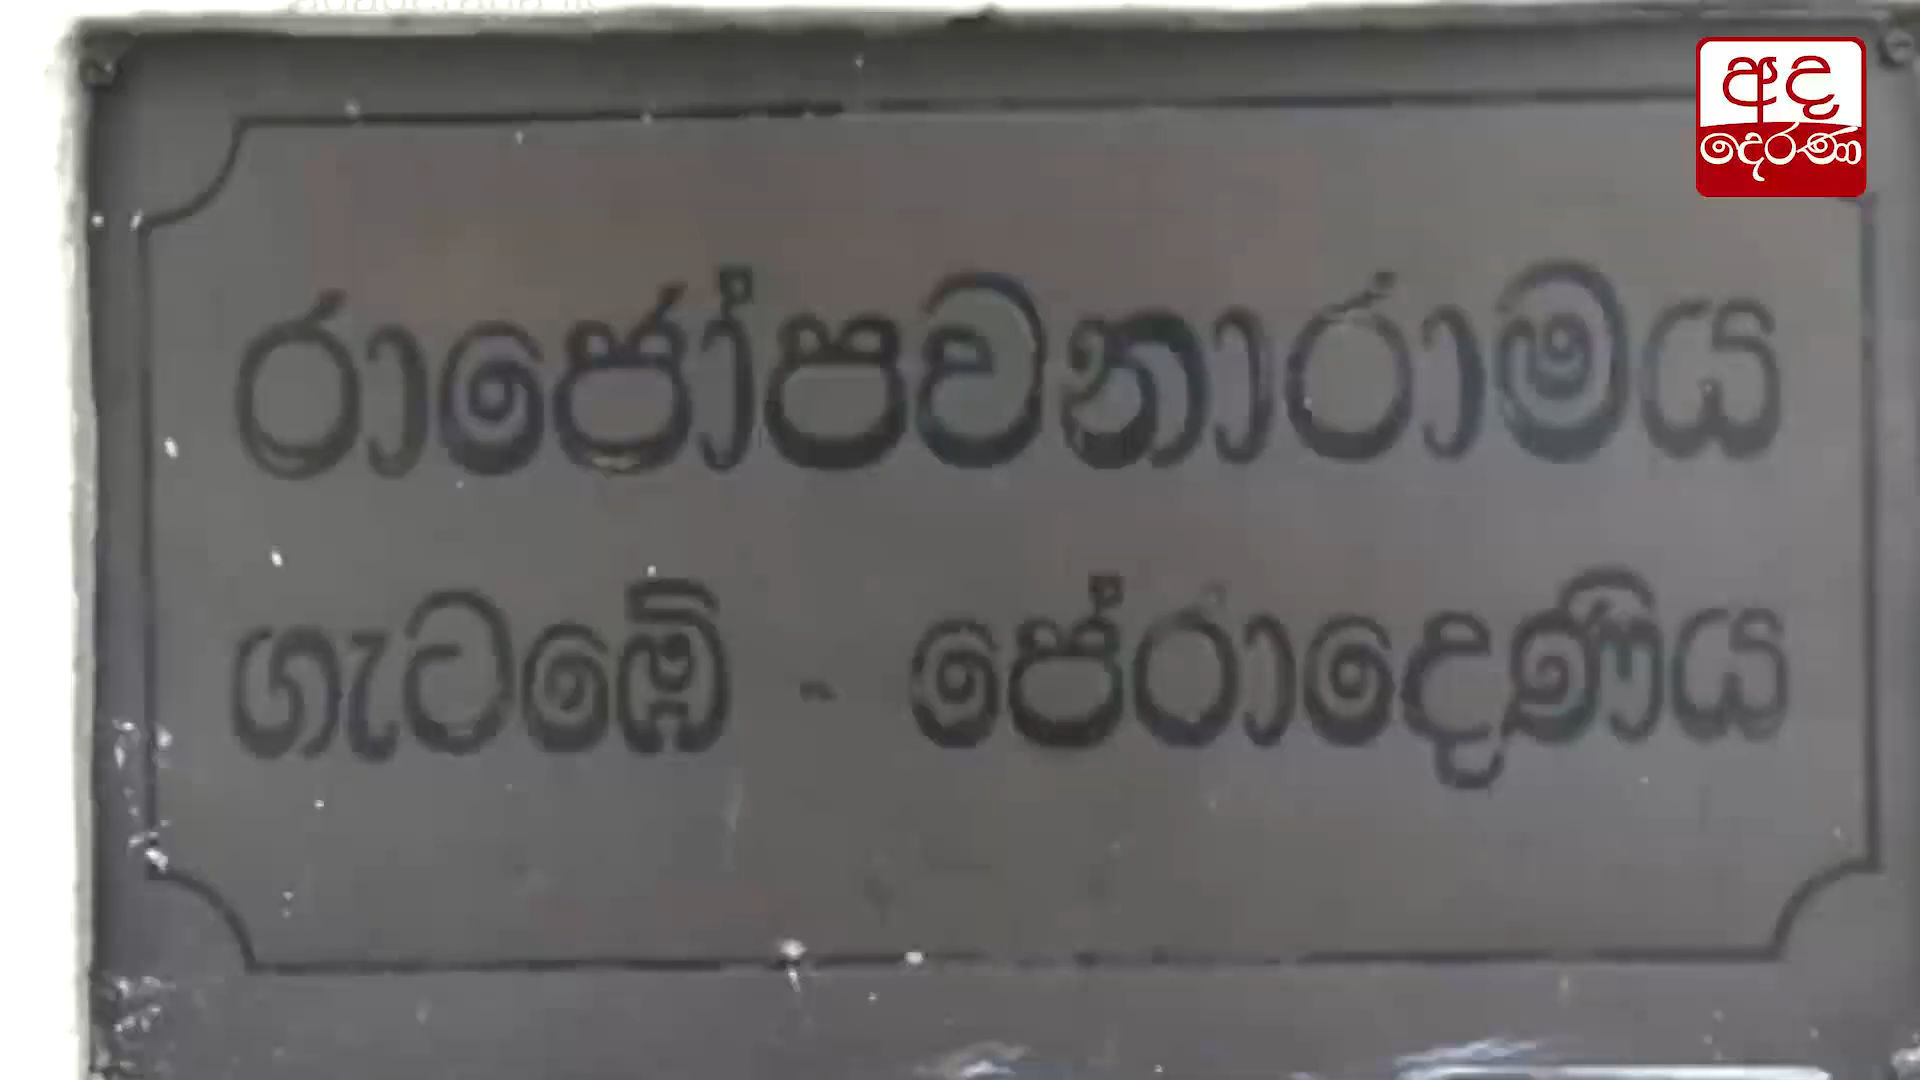 අද
දෙරණ
රාජෝපවනාරාමය
ගැටඹේ - පේරාදෙණිය